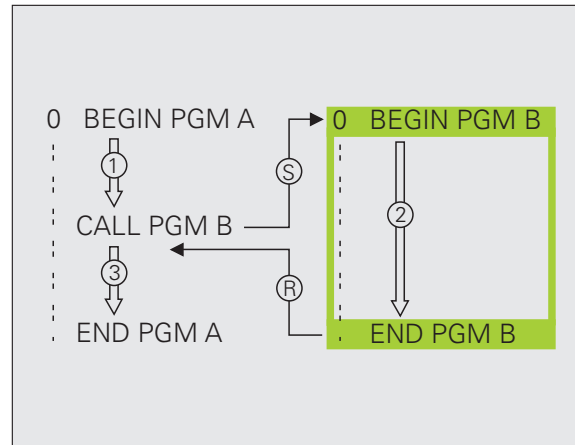 0 BEGIN PGM A
1
CALL PGM B
3
END PGM A
S
R
0 BEGIN PGM B
2
END PGM B